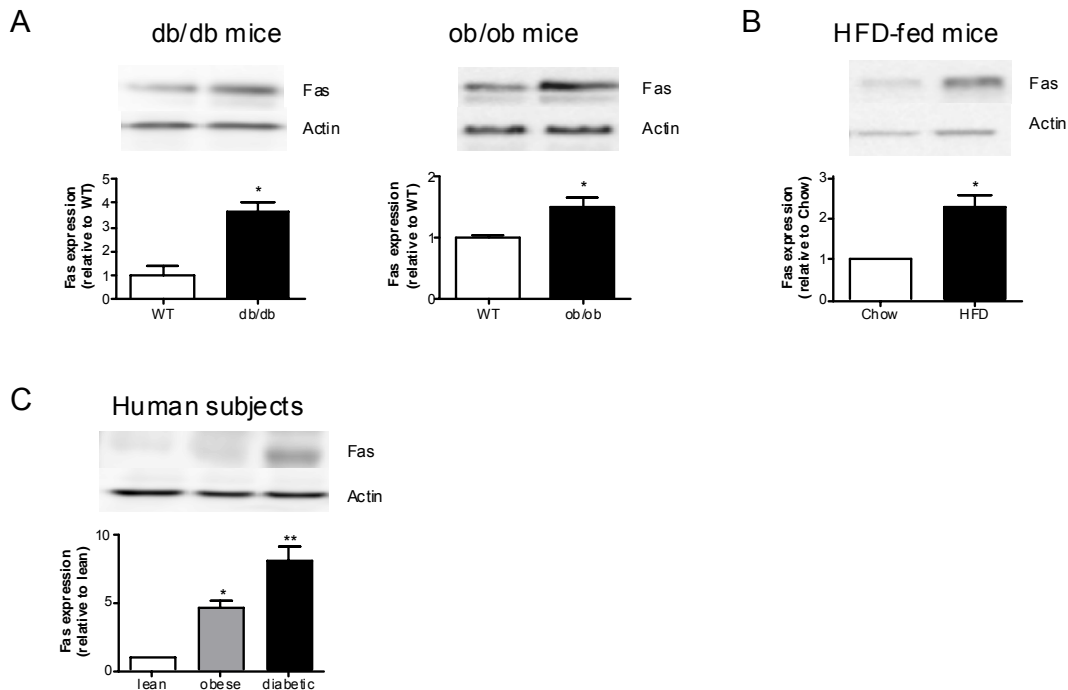 A
db/db mice
Fas
Actin
Fas expression
(relative to WT)
5
4
3
2
1
0
*
WT
db/db
ob/ob mice
Fas
Actin
Fas expression
(relative to WT)
2
1
0
*
WT
ob/ob
B
HFD-fed mice
Fas
Actin
Fas expression
(relative to Chow)
3
2
1
0
*
Chow
HFD
C
Human subjects
Fas
Actin
Fas expression
(relative to lean)
10
5
0
*
**
lean
obese
diabetic